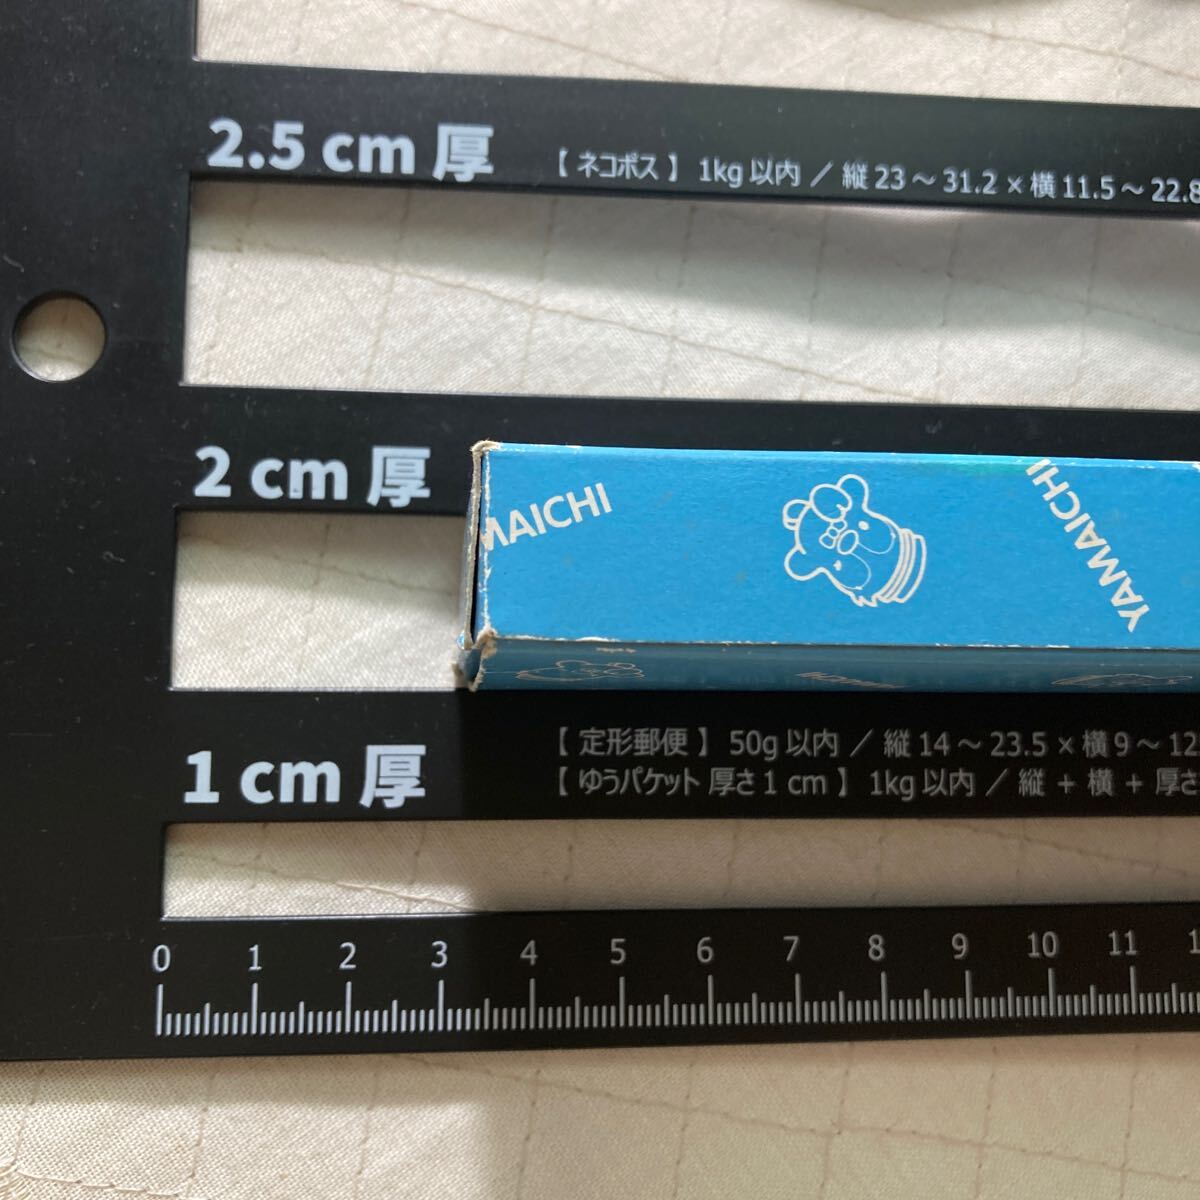 2.5 cm 厚
【 ネコポス 】 1kg 以内 ／ 縦 23 ～ 31.2 × 横 11.5 ～ 22.8
2 cm 厚
MAICHI
YAMAICHI
1 cm 厚
【 定形郵便 】 50g 以内 ／ 縦 14 ～ 23.5 × 横 9 ～ 12
【 ゆうパケット 厚さ 1 cm 】 1kg 以内 ／ 縦 + 横 + 厚さ
0 1 2 3 4 5 6 7 8 9 10 11 1